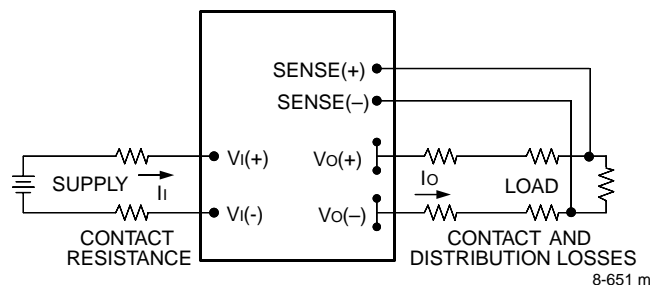 SENSE(+)
SENSE(–)
VI(+)
VO(+)
SUPPLY
II
IO
LOAD
VI(-)
VO(–)
CONTACT
RESISTANCE
CONTACT AND
DISTRIBUTION LOSSES
8-651 m